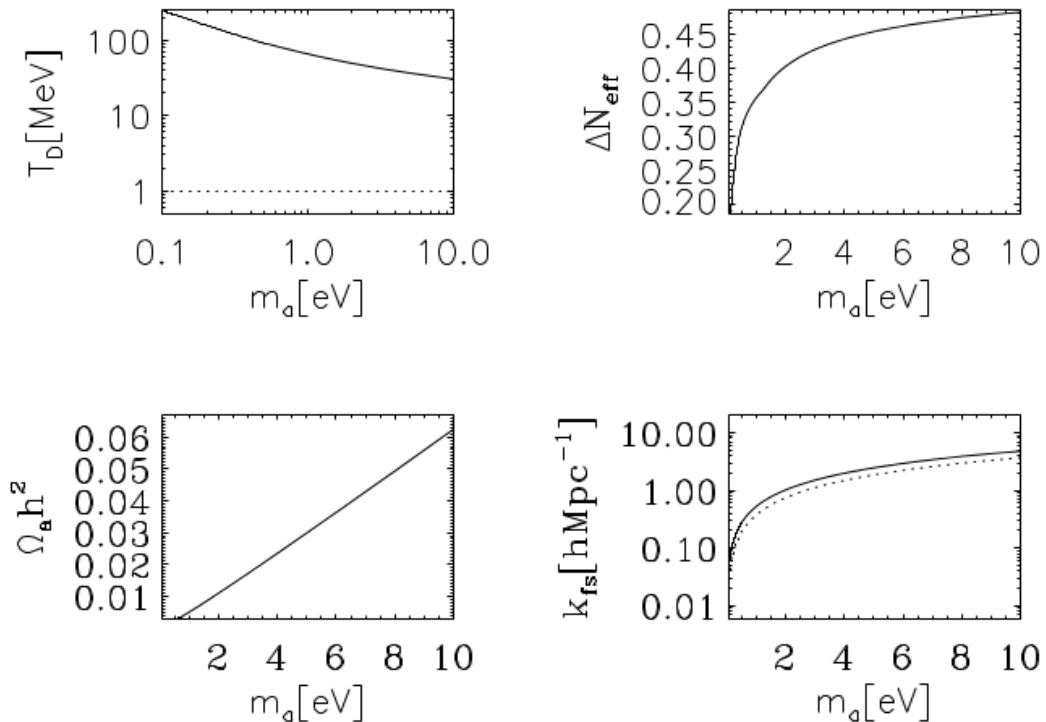 T_D[MeV]
100
10
1
0.1 1.0 10.0
m_a[eV]
ΔN_eff
0.45
0.40
0.35
0.30
0.25
0.20
2 4 6 8 10
m_a[eV]
Ω_a h^2
0.06
0.05
0.04
0.03
0.02
0.01
2 4 6 8 10
m_a[eV]
k_fs[hMpc^-1]
10.00
1.00
0.10
0.01
2 4 6 8 10
m_a[eV]